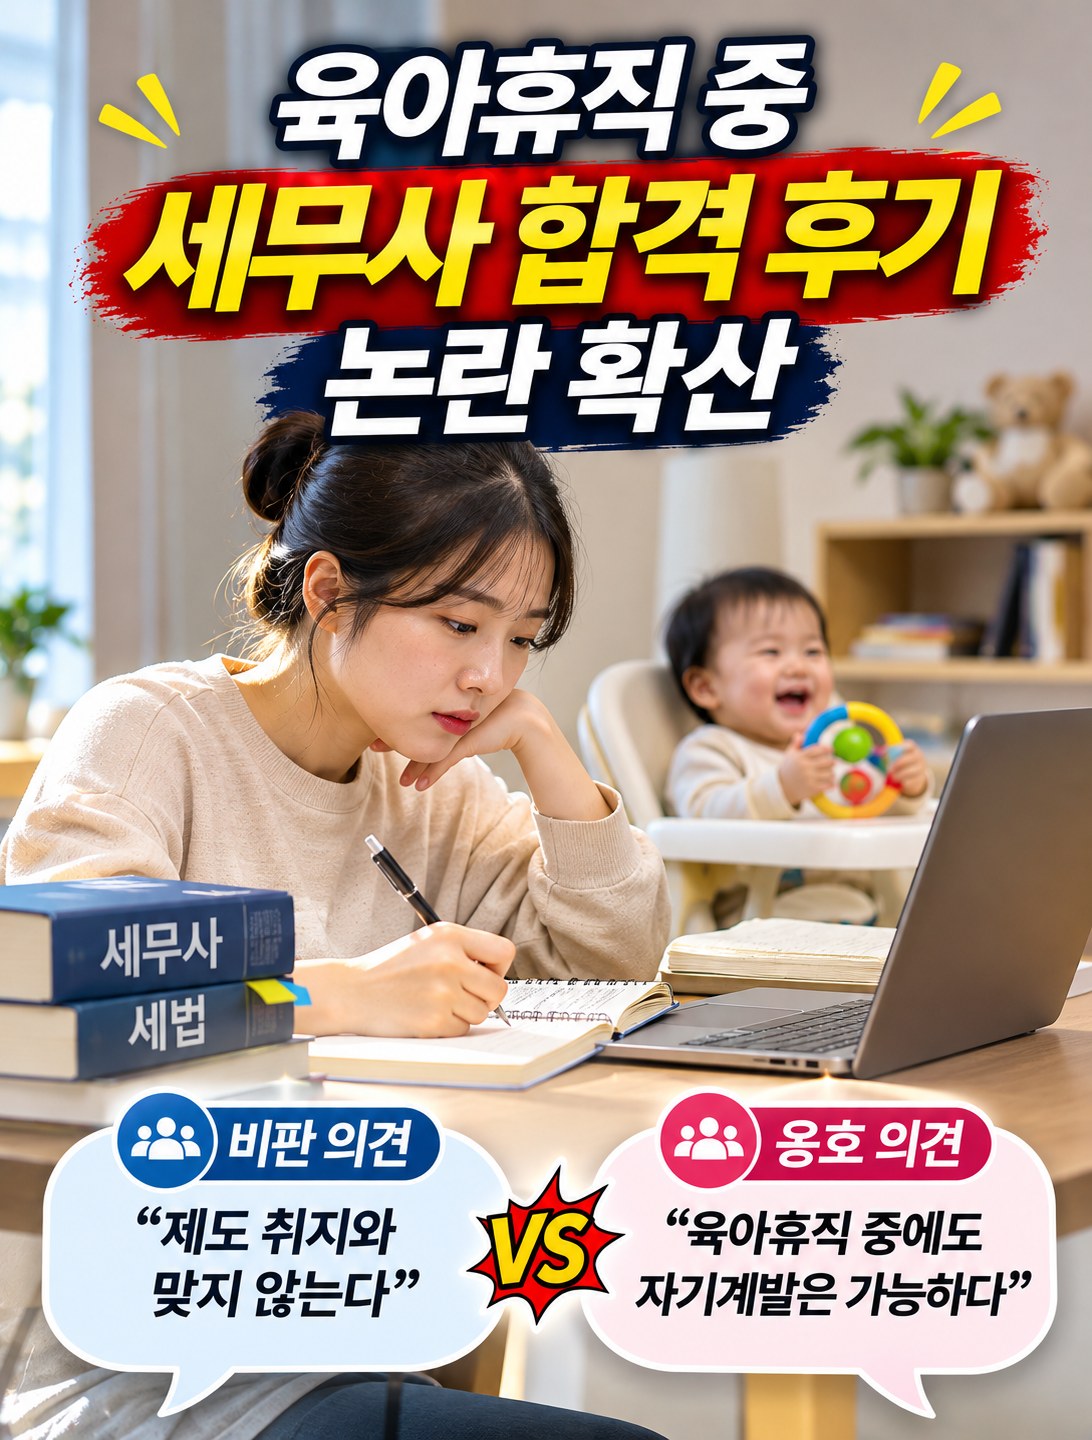 육아휴직 중
세무사 합격 후기
논란 확산
세무사
세법
비판 의견
“제도 취지와
맞지 않는다”
VS
옹호 의견
“육아휴직 중에도
자기계발은 가능하다”